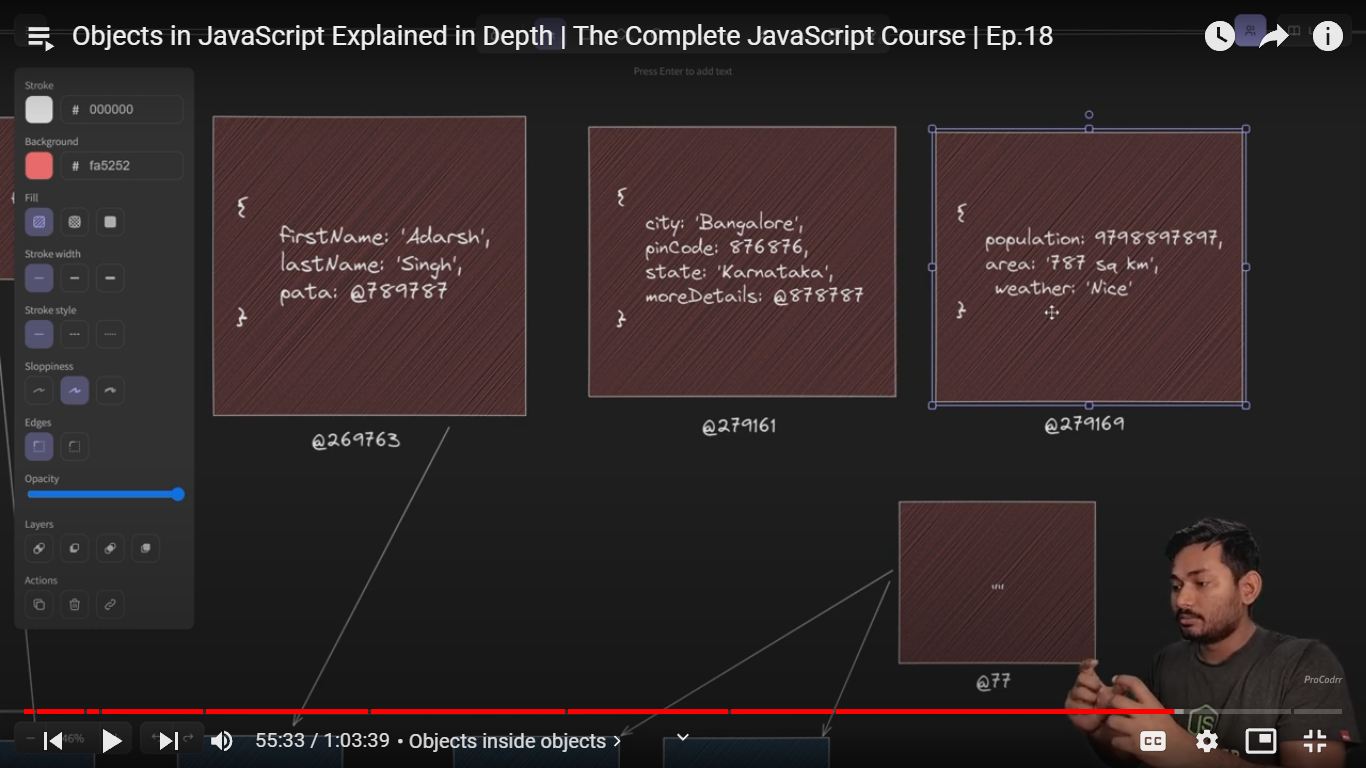 Objects in JavaScript Explained in Depth | The Complete JavaScript Course | Ep.18
Press Enter to add text
Stroke
# 000000
Background
# fa5252
Fill
Stroke width
Stroke style
Sloppiness
Edges
Opacity
Layers
Actions
{
firstName: 'Adarsh',
lastName: 'Singh',
pata: @789787
}
@269763
{
city: 'Bangalore',
pinCode: 876876,
state: 'Karnataka',
moreDetails: @878787
}
@279161
{
population: 9798897897,
area: '787 sq km',
weather: 'Nice'
}
@279169
''''
@77
ProCodrr
JS
46%
55:33 / 1:03:39 • Objects inside objects >
CC